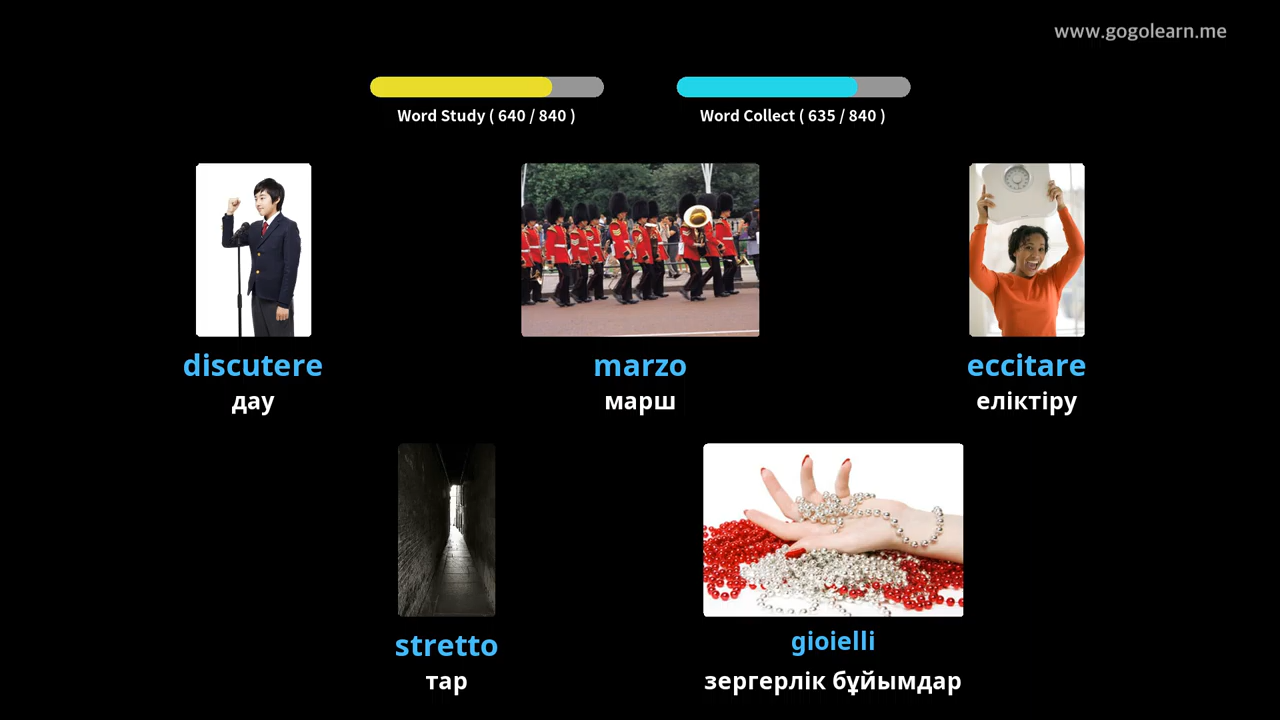 www.gogolearn.me
Word Study ( 640 / 840 )
Word Collect ( 635 / 840 )
discutere
дау
marzo
марш
eccitare
еліктіру
stretto
тар
gioielli
зергерлік бұйымдар